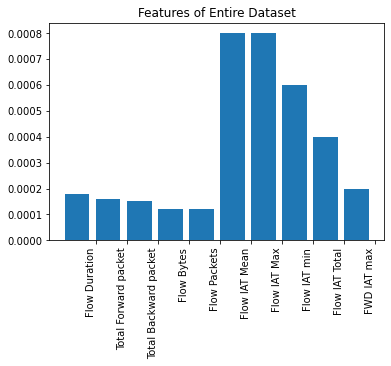 Features of Entire Dataset
0.0008
0.0007
0.0006
0.0005
0.0004
0.0003
0.0002
0.0001
0.0000
Flow Duration
Total Forward packet
Total Backward packet
Flow Bytes
Flow Packets
Flow IAT Mean
Flow IAT Max
Flow IAT min
Flow IAT Total
FWD IAT max